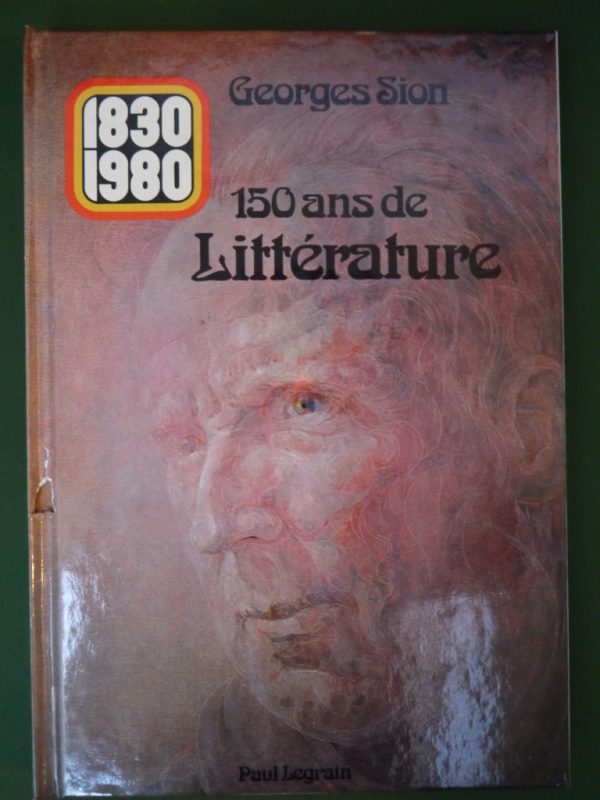 1830
1980
Georges Sion
150 ans de
Littérature
Paul Legrain